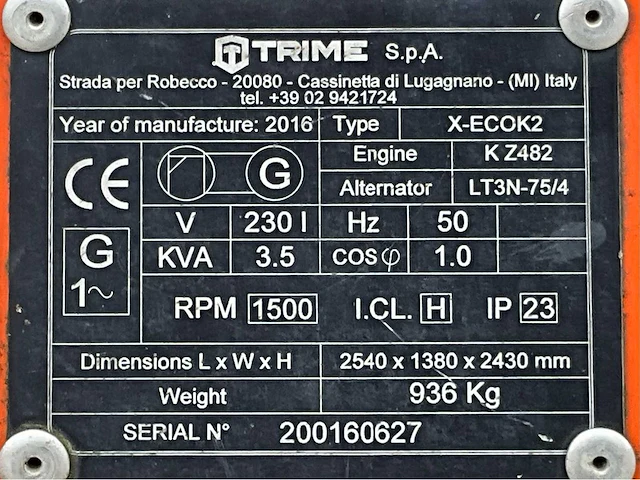 TRIME S.p.A.
Strada per Robecco - 20080 - Cassinetta di Lugagnano - (MI) Italy
tel. +39 02 9421724
Year of manufacture: 2016 Type X-ECOK2
Engine K Z482
CE G Alternator LT3N-75/4
V 230 I Hz 50
G
KVA 3.5 COS φ 1.0
1~
RPM 1500 I.CL. H IP 23
Dimensions L x W x H 2540 x 1380 x 2430 mm
Weight 936 Kg
SERIAL N° 200160627